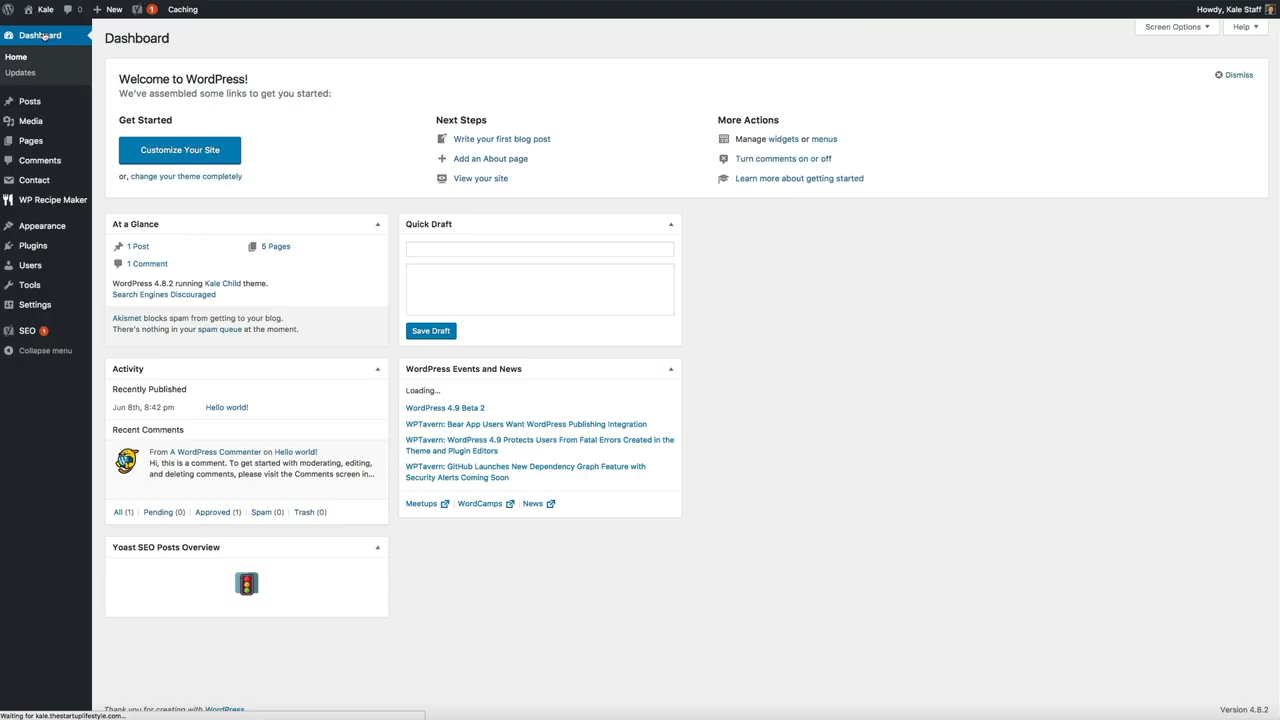 Kale 0 New 1 Caching Howdy, Kale Staff
Dashboard
Home
Updates
Posts
Media
Pages
Comments
Contact
WP Recipe Maker
Appearance
Plugins
Users
Tools
Settings
SEO 1
Collapse menu
Dashboard
Screen Options Help
Welcome to WordPress!
We've assembled some links to get you started:
Dismiss
Get Started
Customize Your Site
or, change your theme completely
Next Steps
Write your first blog post
Add an About page
View your site
More Actions
Manage widgets or menus
Turn comments on or off
Learn more about getting started
At a Glance
1 Post 5 Pages
1 Comment
WordPress 4.8.2 running Kale Child theme.
Search Engines Discouraged
Akismet blocks spam from getting to your blog.
There's nothing in your spam queue at the moment.
Quick Draft
Save Draft
Activity
Recently Published
Jun 8th, 8:42 pm Hello world!
Recent Comments
From A WordPress Commenter on Hello world!
Hi, this is a comment. To get started with moderating, editing,
and deleting comments, please visit the Comments screen in...
All (1) | Pending (0) | Approved (1) | Spam (0) | Trash (0)
WordPress Events and News
Loading...
WordPress 4.9 Beta 2
WPTavern: Bear App Users Want WordPress Publishing Integration
WPTavern: WordPress 4.9 Protects Users From Fatal Errors Created in the
Theme and Plugin Editors
WPTavern: GitHub Launches New Dependency Graph Feature with
Security Alerts Coming Soon
Meetups | WordCamps | News
Yoast SEO Posts Overview
Thank you for creating with WordPress
Version 4.8.2
Waiting for kale.thestartuplifestyle.com...